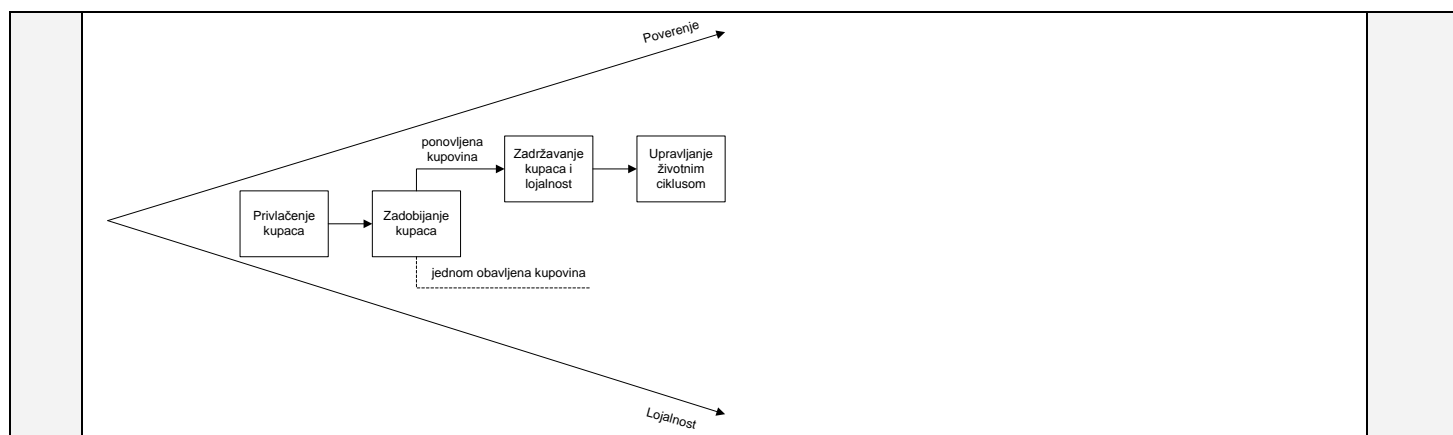 Poverenje
ponovljena
kupovina
Zadržavanje
kupaca i
lojalnost
Upravljanje
životnim
ciklusom
Privlačenje
kupaca
Zadobijanje
kupaca
jednom obavljena kupovina
Lojalnost